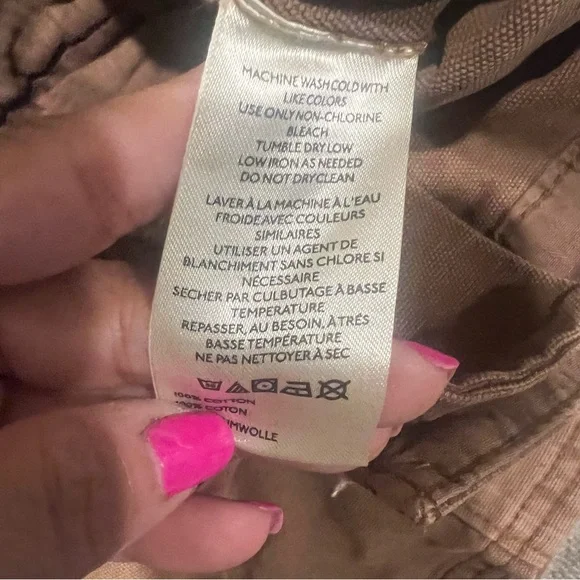 MACHINE WASH COLD WITH
LIKE COLORS
USE ONLY NON-CHLORINE
BLEACH
TUMBLE DRY LOW
LOW IRON AS NEEDED
DO NOT DRY CLEAN
LAVER À LA MACHINE À L'EAU
FROIDE AVEC COULEURS
SIMILAIRES
UTILISER UN AGENT DE
BLANCHIMENT SANS CHLORE SI
NÉCESSAIRE
SECHER PAR CULBUTAGE À BASSE
TEMPERATURE
REPASSER, AU BESOIN, À TRÉS
BASSE TEMPÉRATURE
NE PAS NETTOYER À SEC
100% COTTON
100% COTON
UMWOLLE